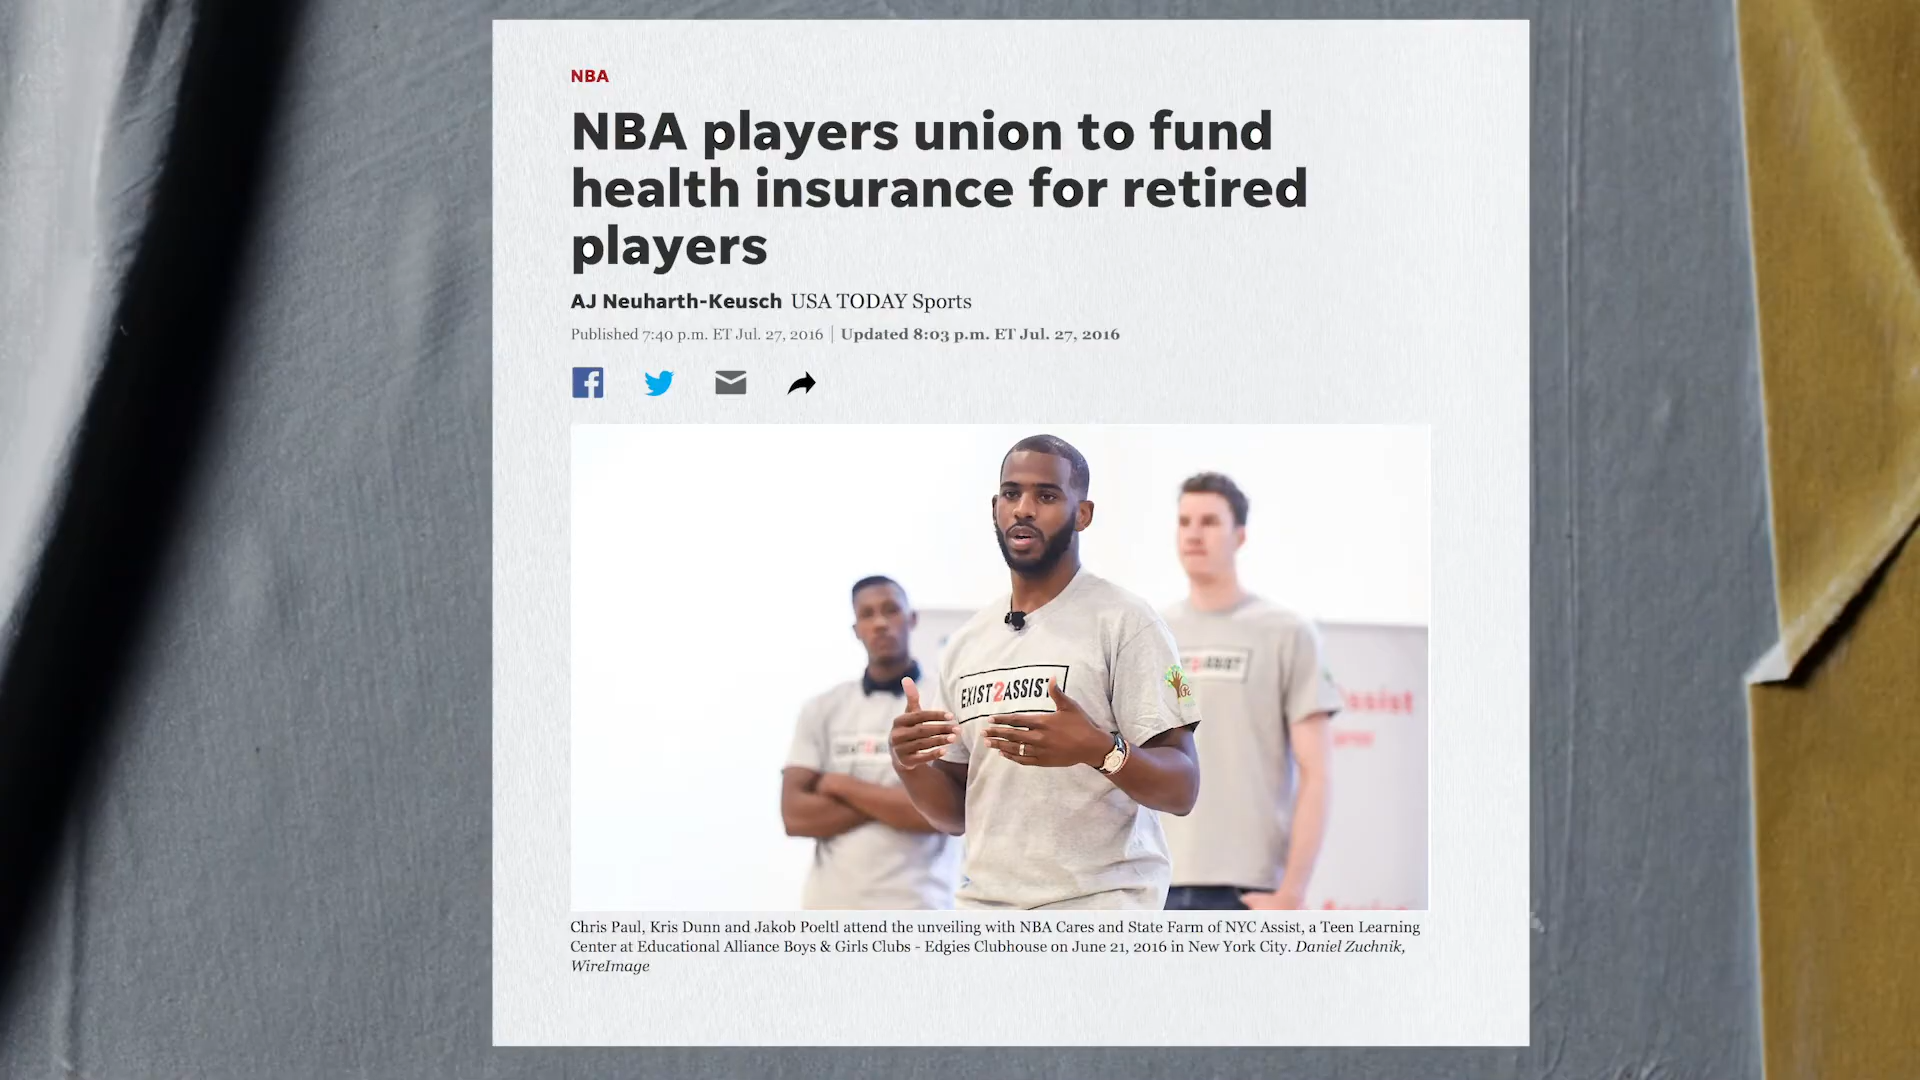 NBA
NBA players union to fund
health insurance for retired
players
AJ Neuharth-Keusch USA TODAY Sports
Published 7:40 p.m. ET Jul. 27, 2016 | Updated 8:03 p.m. ET Jul. 27, 2016
EXIST2ASSIST
Chris Paul, Kris Dunn and Jakob Poeltl attend the unveiling with NBA Cares and State Farm of NYC Assist, a Teen Learning
Center at Educational Alliance Boys & Girls Clubs - Edgies Clubhouse on June 21, 2016 in New York City. Daniel Zuchnik,
WireImage